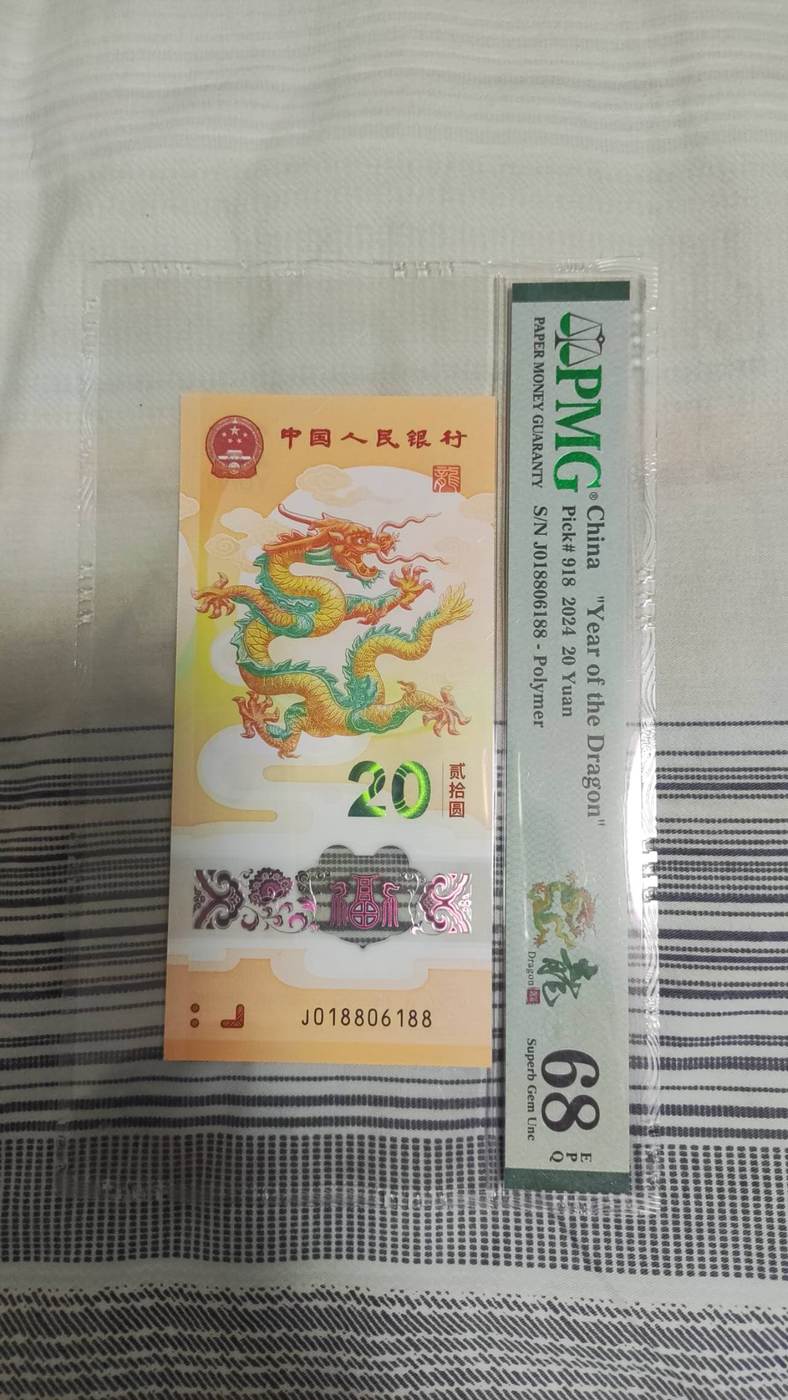 中国人民银行
龍
20
贰拾圆
福
J018806188
PMG®
PAPER MONEY GUARANTY
China "Year of the Dragon"
Pick# 918 2024 20 Yuan
S/N J018806188 - Polymer
龍
Dragon
68
EPQ
Superb Gem Unc